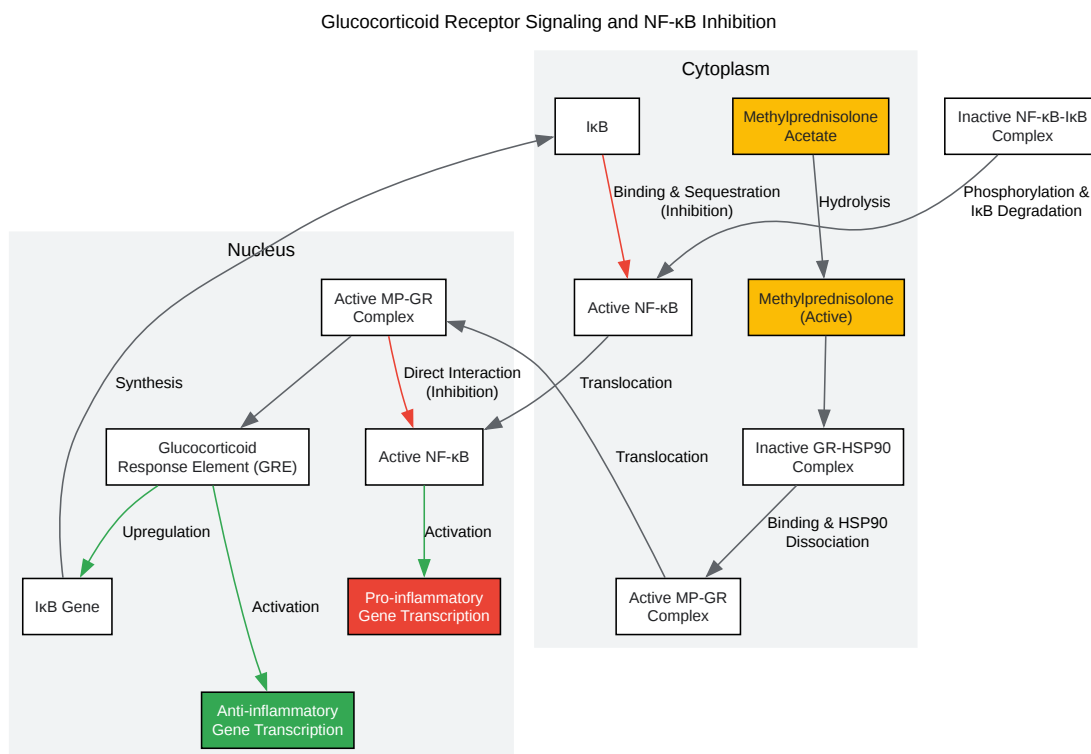 Glucocorticoid Receptor Signaling and NF-κB Inhibition
Cytoplasm
IκB
Methylprednisolone
Acetate
Inactive NF-κB-IκB
Complex
Binding & Sequestration
(Inhibition)
Hydrolysis
Phosphorylation &
IκB Degradation
Nucleus
Active MP-GR
Complex
Active NF-κB
Methylprednisolone
(Active)
Synthesis
Direct Interaction
(Inhibition)
Translocation
Glucocorticoid
Response Element (GRE)
Active NF-κB
Translocation
Inactive GR-HSP90
Complex
Upregulation
Activation
Binding & HSP90
Dissociation
IκB Gene
Activation
Pro-inflammatory
Gene Transcription
Active MP-GR
Complex
Anti-inflammatory
Gene Transcription